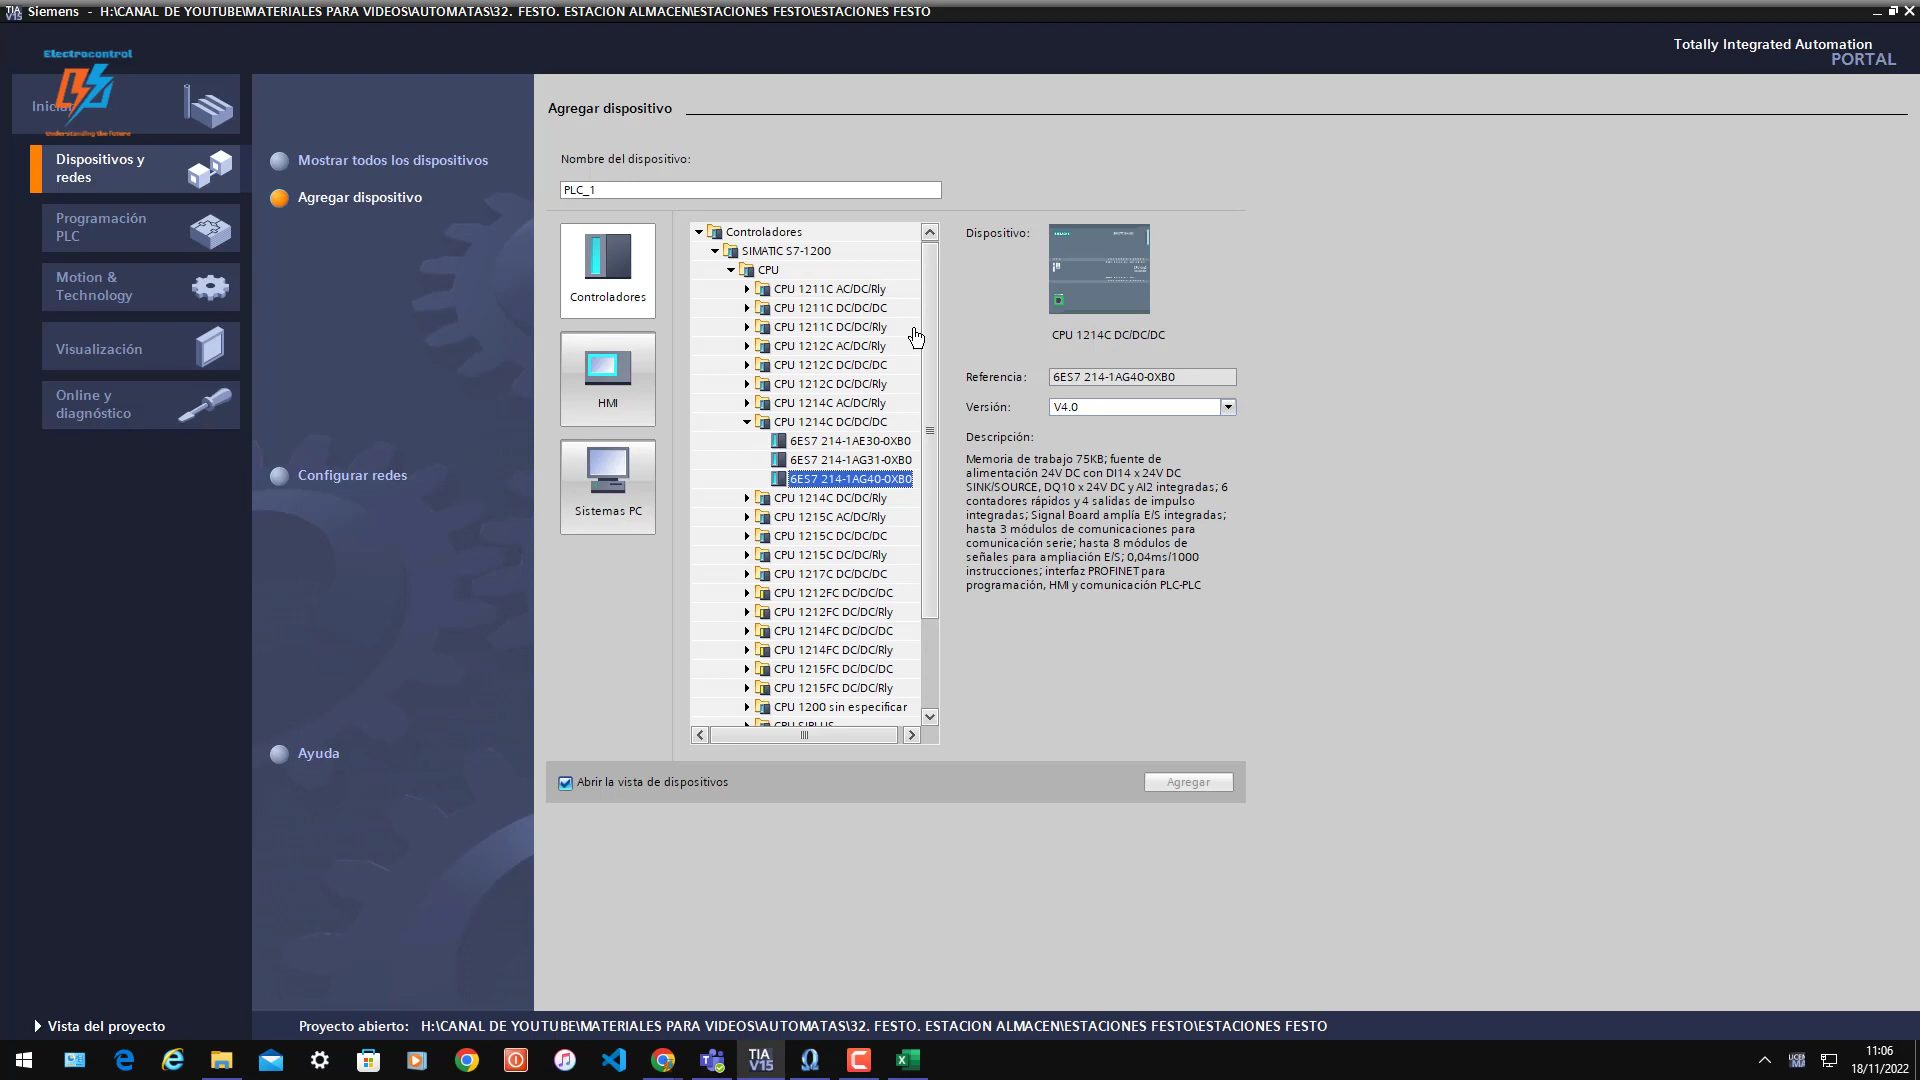 Siemens - H:\CANAL DE YOUTUBE\MATERIALES PARA VIDEOS\AUTOMATAS\32. FESTO. ESTACION ALMACEN\ESTACIONES FESTO\ESTACIONES FESTO
Totally Integrated Automation
PORTAL
Electrocontrol
Understanding the future
Dispositivos y
redes
Programación
PLC
Motion &
Technology
Visualización
Online y
diagnóstico
Mostrar todos los dispositivos
Agregar dispositivo
Configurar redes
Ayuda
Agregar dispositivo
Nombre del dispositivo:
PLC_1
Controladores
HMI
Sistemas PC
Controladores
SIMATIC S7-1200
CPU
CPU 1211C AC/DC/Rly
CPU 1211C DC/DC/DC
CPU 1211C DC/DC/Rly
CPU 1212C AC/DC/Rly
CPU 1212C DC/DC/DC
CPU 1212C DC/DC/Rly
CPU 1214C AC/DC/Rly
CPU 1214C DC/DC/DC
6ES7 214-1AE30-0XB0
6ES7 214-1AG31-0XB0
6ES7 214-1AG40-0XB0
CPU 1214C DC/DC/Rly
CPU 1215C AC/DC/Rly
CPU 1215C DC/DC/DC
CPU 1215C DC/DC/Rly
CPU 1217C DC/DC/DC
CPU 1212FC DC/DC/DC
CPU 1212FC DC/DC/Rly
CPU 1214FC DC/DC/DC
CPU 1214FC DC/DC/Rly
CPU 1215FC DC/DC/DC
CPU 1215FC DC/DC/Rly
CPU 1200 sin especificar
CPU SIPLUS
Dispositivo:
CPU 1214C DC/DC/DC
Referencia:
6ES7 214-1AG40-0XB0
Versión:
V4.0
Descripción:
Memoria de trabajo 75KB; fuente de
alimentación 24V DC con DI14 x 24V DC
SINK/SOURCE, DQ10 x 24V DC y AI2 integradas; 6
contadores rápidos y 4 salidas de impulso
integradas; Signal Board amplía E/S integradas;
hasta 3 módulos de comunicaciones para
comunicación serie; hasta 8 módulos de
señales para ampliación E/S; 0,04ms/1000
instrucciones; interfaz PROFINET para
programación, HMI y comunicación PLC-PLC
Abrir la vista de dispositivos
Agregar
Vista del proyecto
Proyecto abierto: H:\CANAL DE YOUTUBE\MATERIALES PARA VIDEOS\AUTOMATAS\32. FESTO. ESTACION ALMACEN\ESTACIONES FESTO\ESTACIONES FESTO
TIA
V15
11:06
18/11/2022